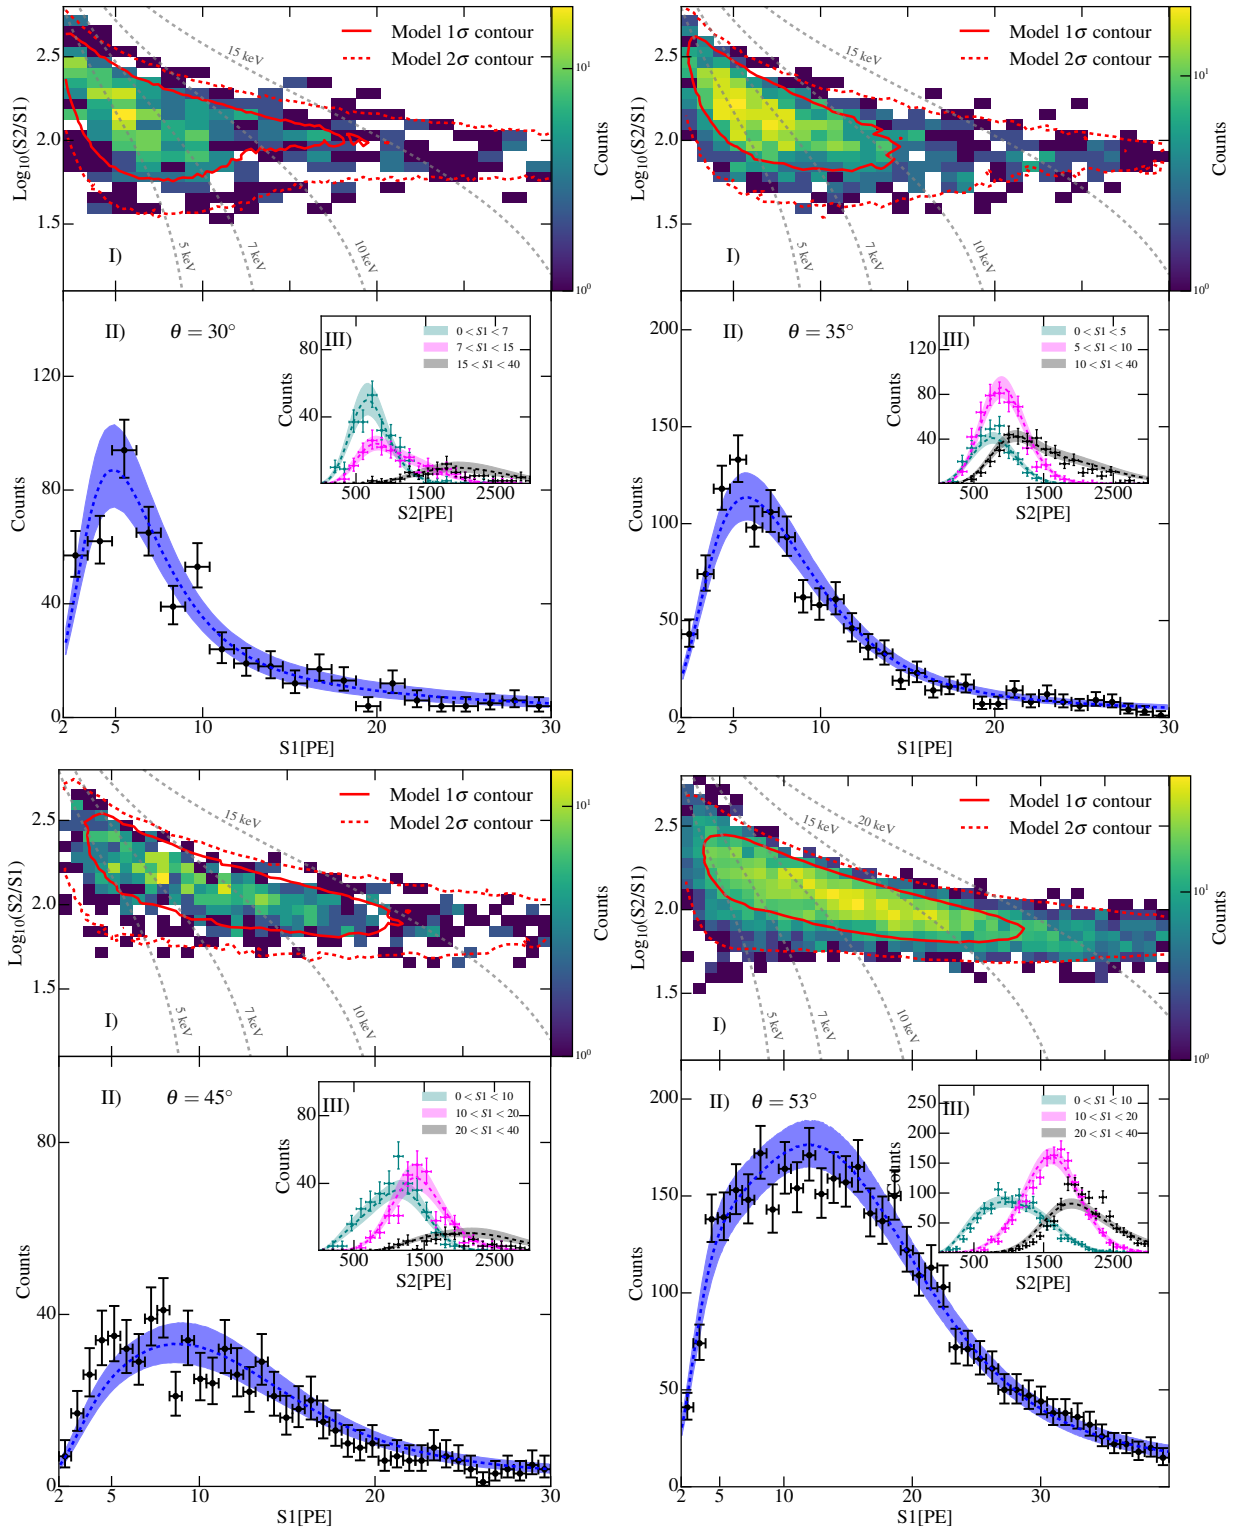 Model 1σ contour
Model 2σ contour
15 keV
5 keV
7 keV
10 keV
I)
Log₁₀(S2/S1)
2.5
2.0
1.5
10¹
10⁰
Counts
Model 1σ contour
Model 2σ contour
15 keV
5 keV
7 keV
10 keV
I)
Log₁₀(S2/S1)
2.5
2.0
1.5
10¹
10⁰
Counts
II)
θ = 30°
III)
0 < S1 < 7
7 < S1 < 15
15 < S1 < 40
80
40
Counts
500 1500 2500
S2[PE]
120
80
40
0
Counts
2 5 10 20 30
S1[PE]
II)
θ = 35°
III)
0 < S1 < 5
5 < S1 < 10
10 < S1 < 40
120
80
40
Counts
500 1500 2500
S2[PE]
200
150
100
50
0
Counts
2 5 10 20 30
S1[PE]
Model 1σ contour
Model 2σ contour
15 keV
5 keV
7 keV
10 keV
I)
Log₁₀(S2/S1)
2.5
2.0
1.5
10¹
10⁰
Counts
Model 1σ contour
Model 2σ contour
15 keV
20 keV
5 keV
7 keV
10 keV
I)
Log₁₀(S2/S1)
2.5
2.0
1.5
10¹
10⁰
Counts
II)
θ = 45°
III)
0 < S1 < 10
10 < S1 < 20
20 < S1 < 40
80
40
Counts
500 1500 2500
S2[PE]
80
40
0
Counts
2 5 10 20 30
S1[PE]
II)
θ = 53°
III)
0 < S1 < 10
10 < S1 < 20
20 < S1 < 40
250
200
150
100
50
Counts
500 1500 2500
S2[PE]
200
150
100
50
0
Counts
2 5 10 20 30
S1[PE]